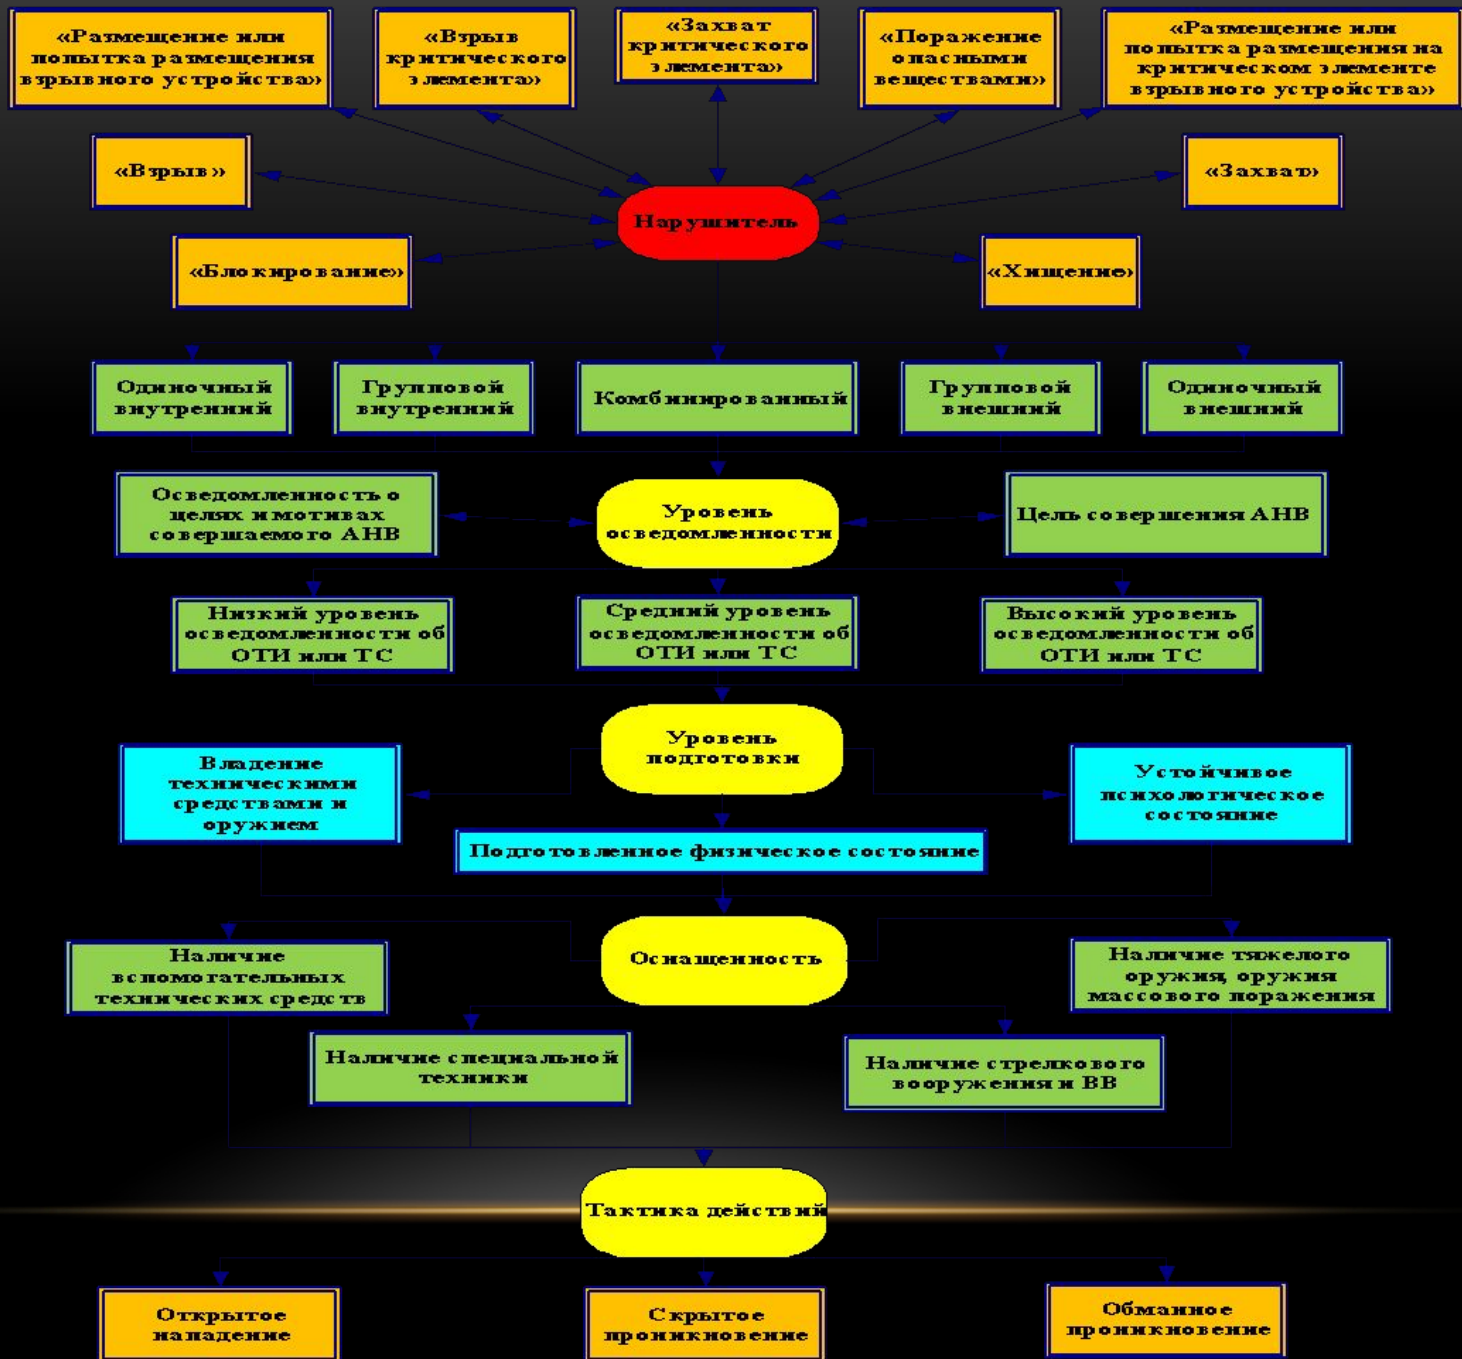 «Размещение или
попытка размещения
взрывного устройства»
«Взрыв
критического
элемента»
«Захват
критического
элемента»
«Поражение
опасными
веществами»
«Размещение или
попытка размещения на
критическом элементе
взрывного устройства»
«Взрыв»
«Захват»
Нарушитель
«Блокирование»
«Хищение»
Одиночный
внутренний
Групповой
внутренний
Комбинированный
Групповой
внешний
Одиночный
внешний
Осведомленность о
целях и мотивах
совершаемого АНВ
Уровень
осведомленности
Цель совершения АНВ
Низкий уровень
осведомленности об
ОТИ или ТС
Средний уровень
осведомленности об
ОТИ или ТС
Высокий уровень
осведомленности об
ОТИ или ТС
Уровень
подготовки
Владение
техническими
средствами и
оружием
Устойчивое
психологическое
состояние
Подготовленное физическое состояние
Оснащенность
Наличие
вспомогательных
технических средств
Наличие тяжелого
оружия, оружия
массового поражения
Наличие специальной
техники
Наличие стрелкового
вооружения и ВВ
Тактика действий
Открытое
нападение
Скрытое
проникновение
Обманное
проникновение